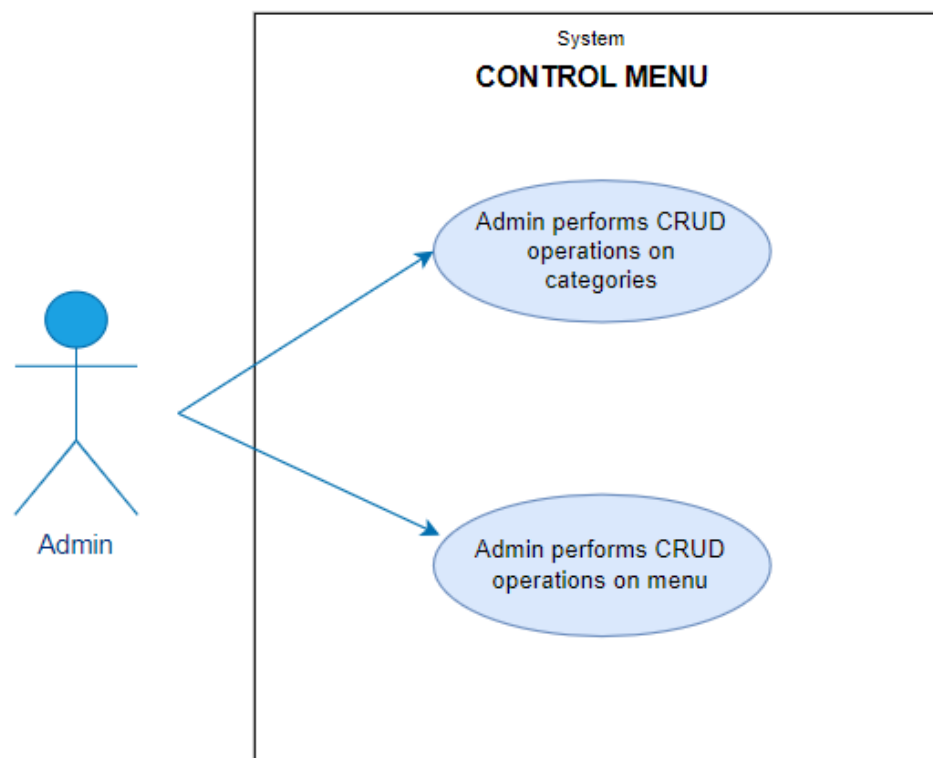 System
CONTROL MENU
Admin performs CRUD
operations on
categories
Admin
Admin performs CRUD
operations on menu